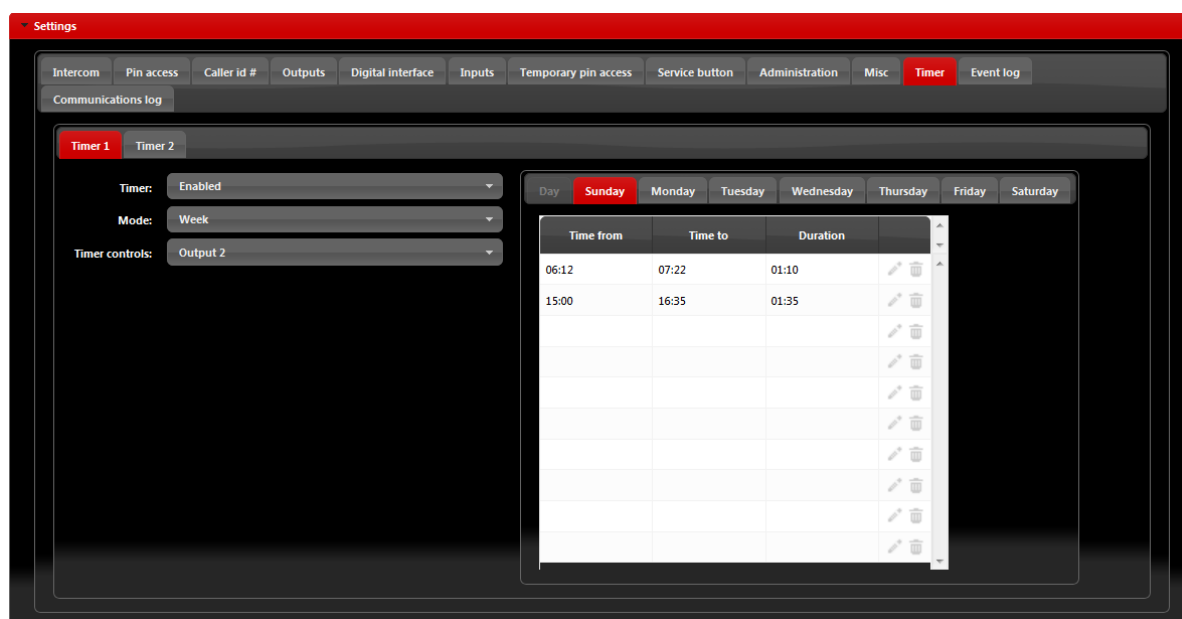 Settings
Intercom Pin access Caller id # Outputs Digital interface Inputs Temporary pin access Service button Administration Misc Timer Event log
Communications log
Timer 1 Timer 2
Timer: Enabled
Mode: Week
Timer controls: Output 2
Day Sunday Monday Tuesday Wednesday Thursday Friday Saturday
Time from Time to Duration
06:12 07:22 01:10
15:00 16:35 01:35